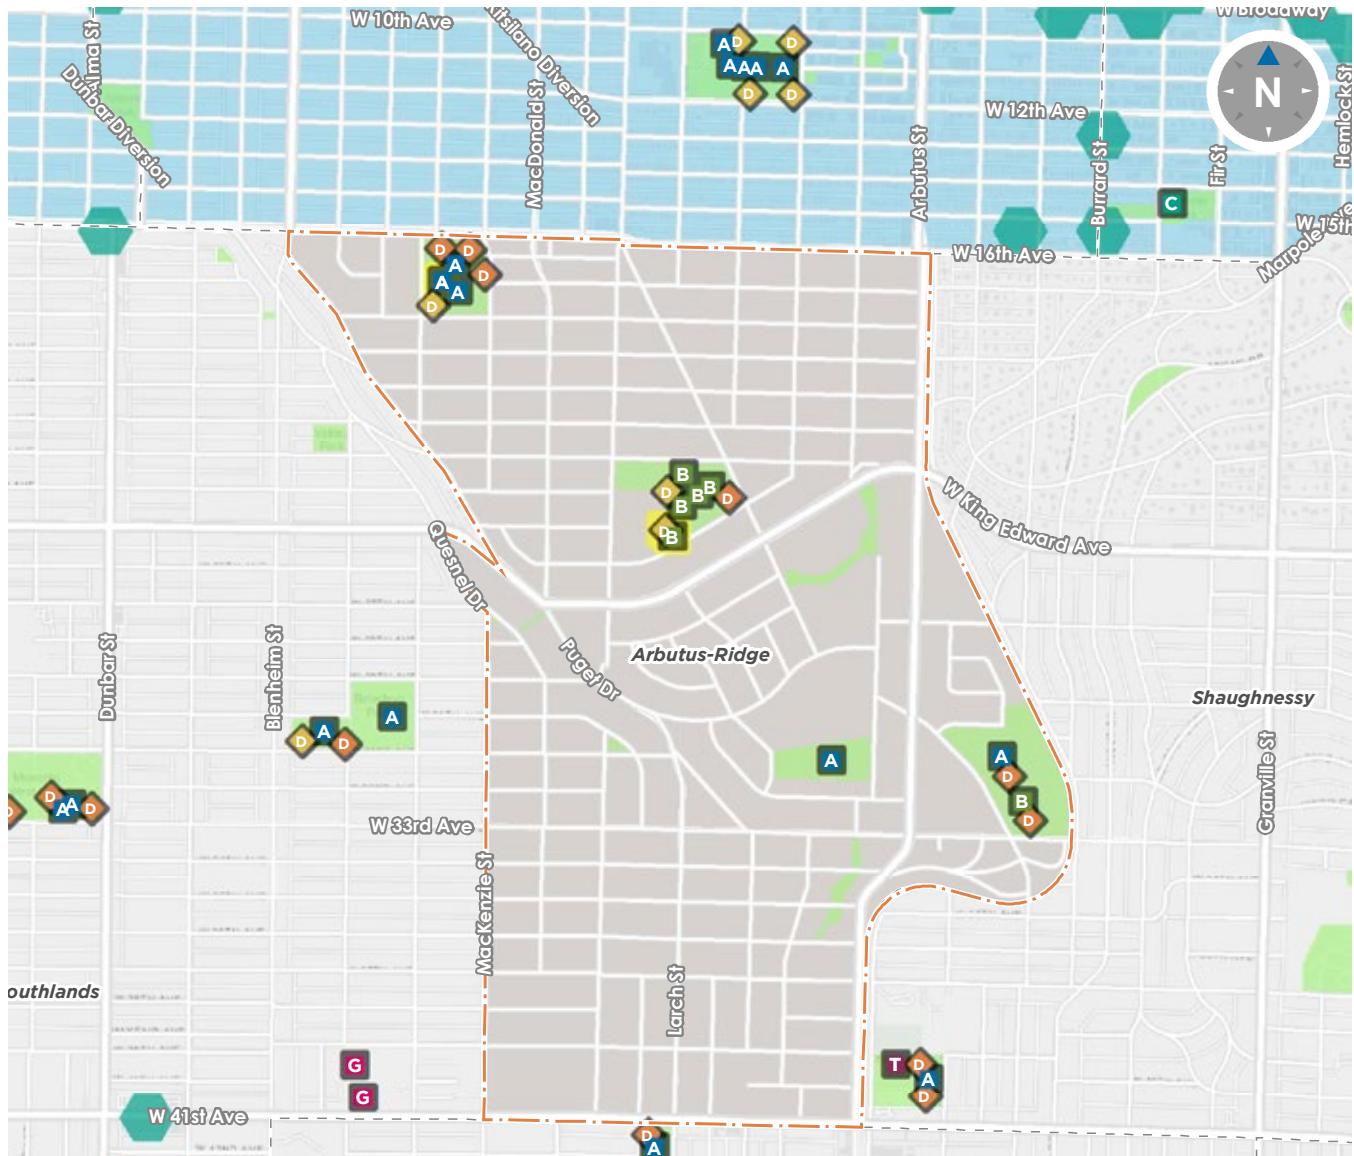 W 10th Ave
Kitsilano Diversion
W Broadway
Alma St
Dunbar Diversion
MacDonald St
A
D
D
A
A
A
A
D
D
Arbutus St
W 12th Ave
Burrard St
Fir St
Hemlock St
N
C
W 15th
Marpole Ave
W 16th Ave
D
D
A
D
A
A
D
B
D
B
B
D
B
D
B
W King Edward Ave
Quesnel Dr
Puget Dr
Arbutus-Ridge
Shaughnessy
Dunbar St
Blenheim St
A
A
D
D
D
A
A
D
D
A
A
D
B
D
Granville St
W 33rd Ave
MacKenzie St
Larch St
outhlands
G
G
T
D
A
D
W 41st Ave
D
A